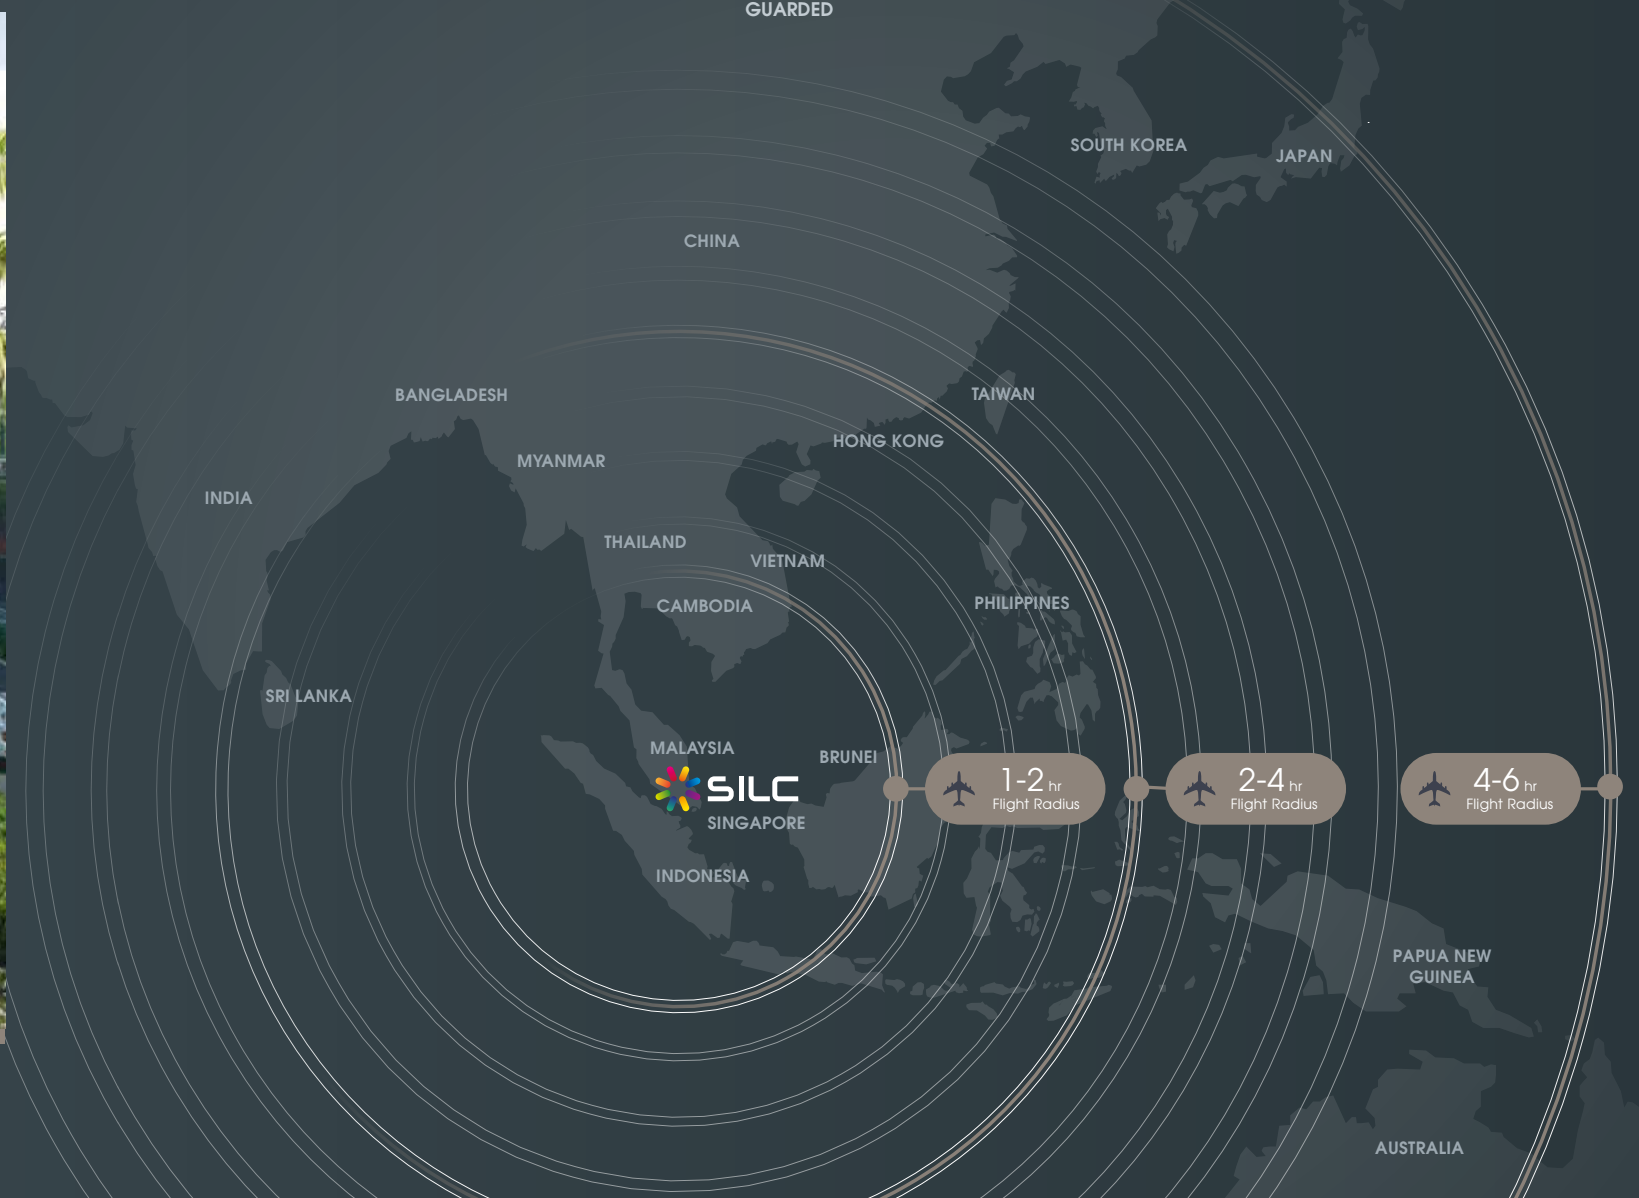 GUARDED
SOUTH KOREA
JAPAN
CHINA
BANGLADESH
TAIWAN
HONG KONG
MYANMAR
INDIA
THAILAND
VIETNAM
CAMBODIA
PHILIPPINES
SRI LANKA
MALAYSIA
BRUNEI
SILC
1-2 hr
Flight Radius
2-4 hr
Flight Radius
4-6 hr
Flight Radius
SINGAPORE
INDONESIA
PAPUA NEW
GUINEA
AUSTRALIA